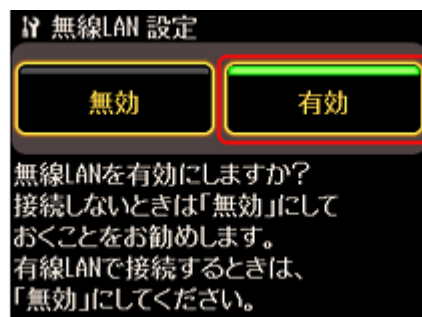 無線LAN 設定
無効
有効
無線LANを有効にしますか?
接続しないときは「無効」にして
おくことをお勧めします。
有線LANで接続するときは、
「無効」にしてください。